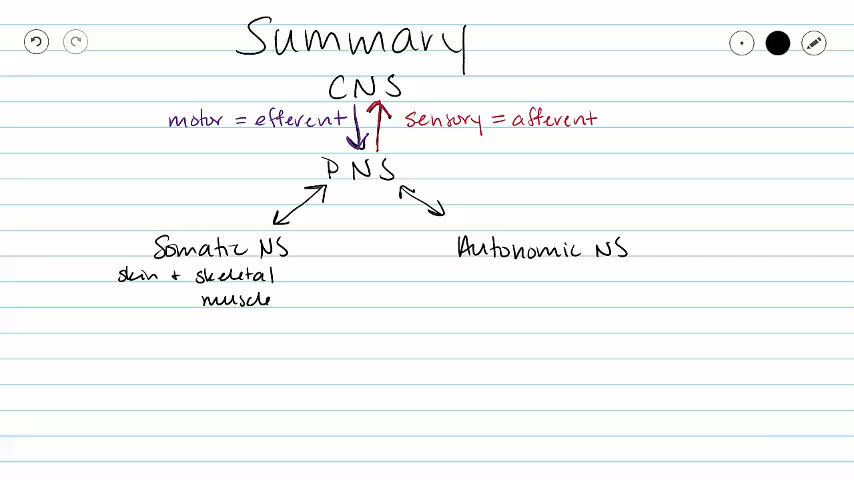 Summary
CNS
motor = efferent sensory = afferent
PNS
Somatic NS Autonomic NS
skin + skeletal
muscle